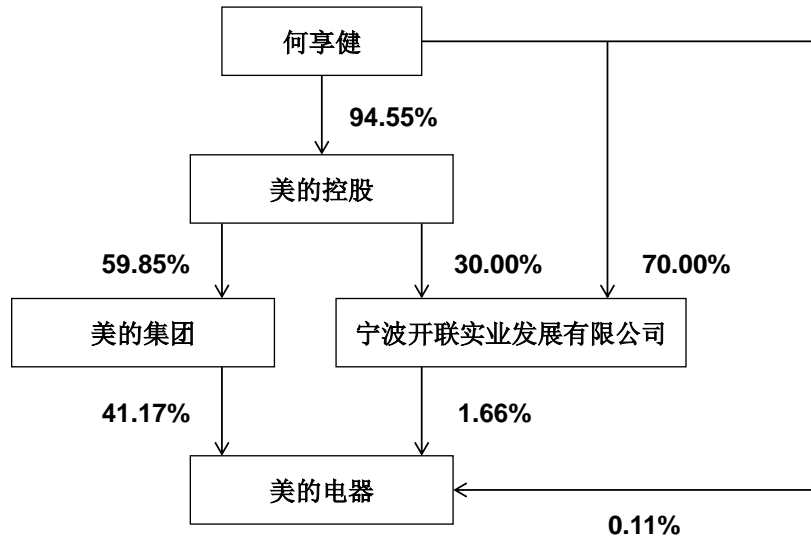 何享健
94.55%
美的控股
59.85%
30.00%
70.00%
美的集团
宁波开联实业发展有限公司
41.17%
1.66%
美的电器
0.11%